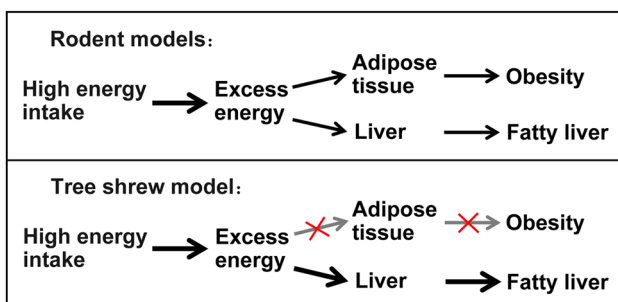 Rodent models:
High energy
intake
Excess
energy
Adipose
tissue
Obesity
Liver
Fatty liver
Tree shrew model:
High energy
intake
Excess
energy
Adipose
tissue
Obesity
Liver
Fatty liver